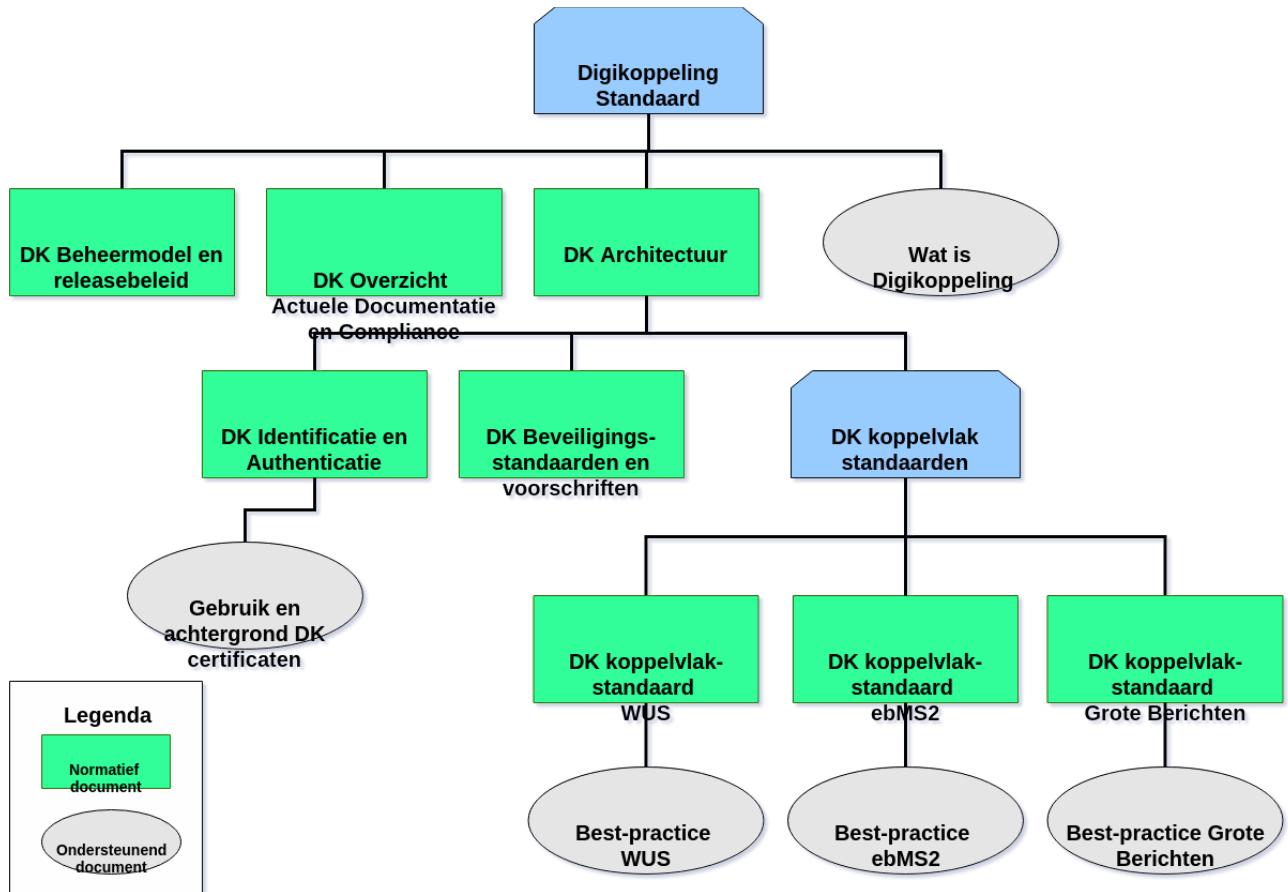 Digikoppeling
Standaard
DK Beheermodel en
releasebeleid
DK Overzicht
Actuele Documentatie
en Compliance
DK Architectuur
Wat is
Digikoppeling
DK Identificatie en
Authenticatie
DK Beveiligings-
standaarden en
voorschriften
DK koppelvlak
standaarden
Gebruik en
achtergrond DK
certificaten
DK koppelvlak-
standaard
WUS
DK koppelvlak-
standaard
ebMS2
DK koppelvlak-
standaard
Grote Berichten
Best-practice
WUS
Best-practice
ebMS2
Best-practice Grote
Berichten
Legenda
Normatief
document
Ondersteunend
document